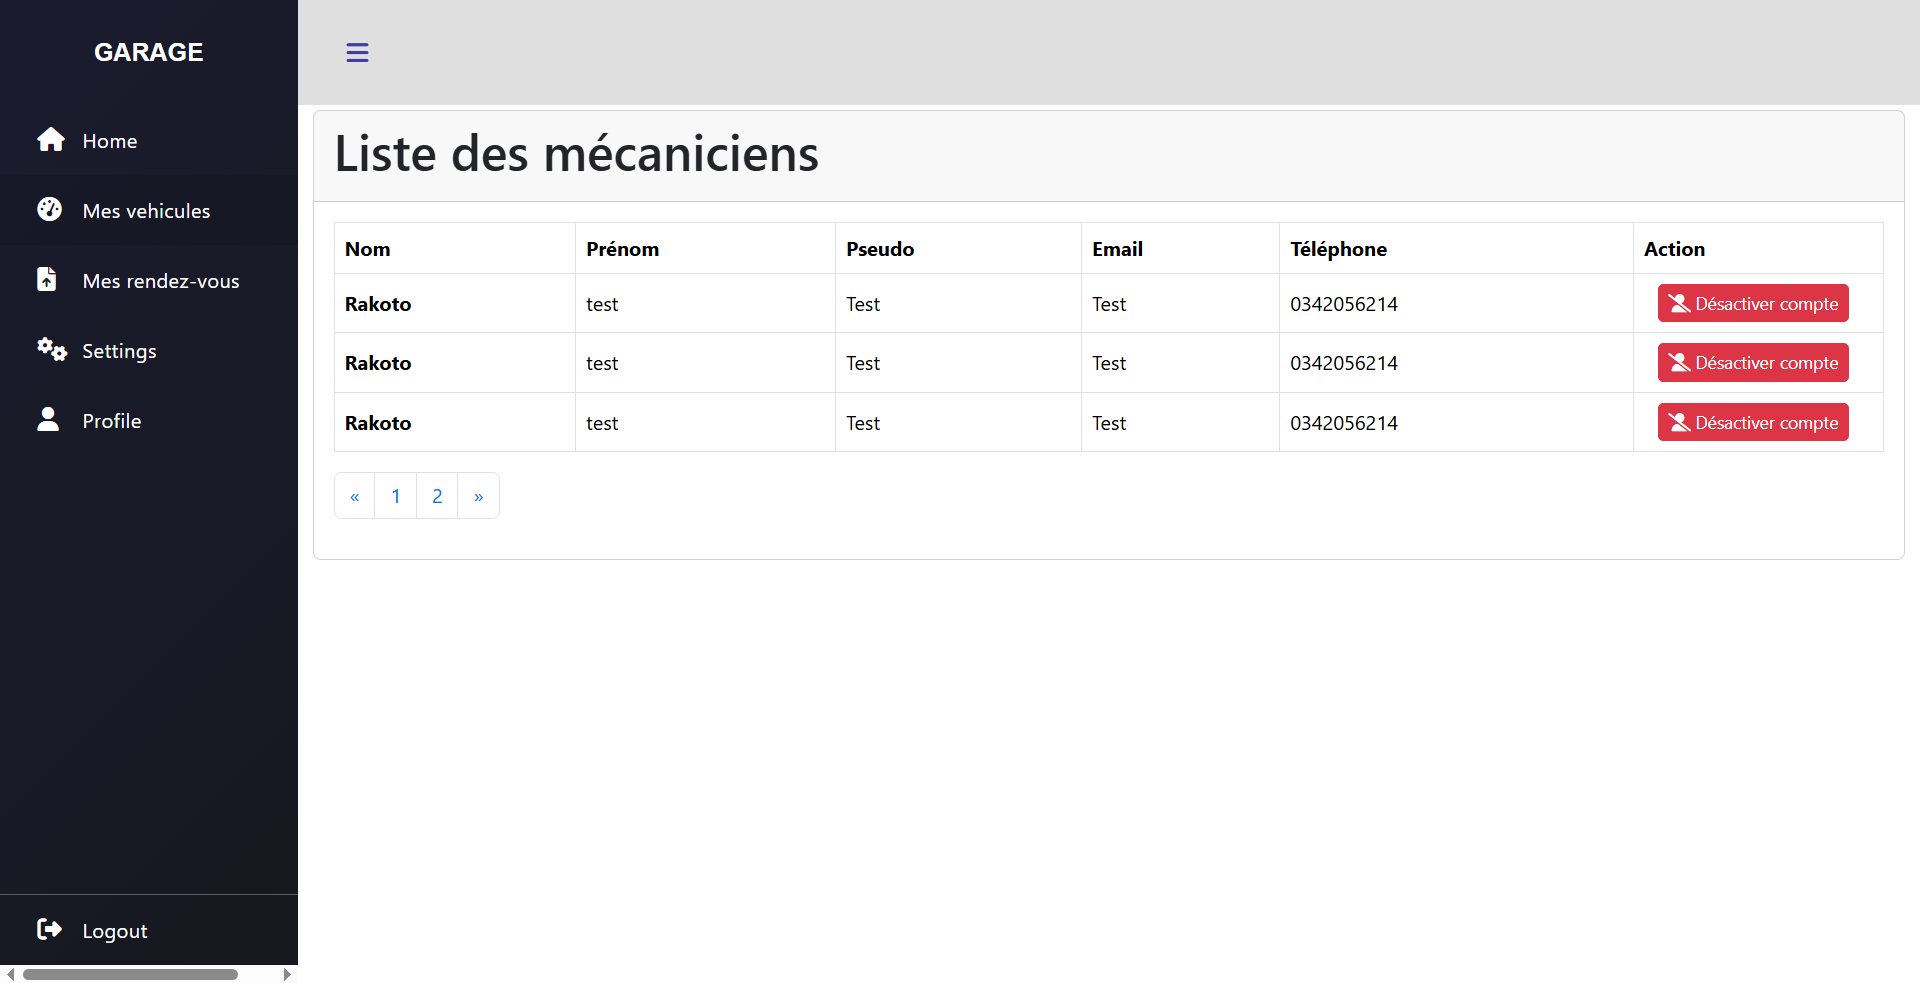 GARAGE
Home
Mes vehicules
Mes rendez-vous
Settings
Profile
Logout
Liste des mécaniciens
Nom Prénom Pseudo Email Téléphone Action
Rakoto test Test Test 0342056214 Désactiver compte
Rakoto test Test Test 0342056214 Désactiver compte
Rakoto test Test Test 0342056214 Désactiver compte
« 1 2 »